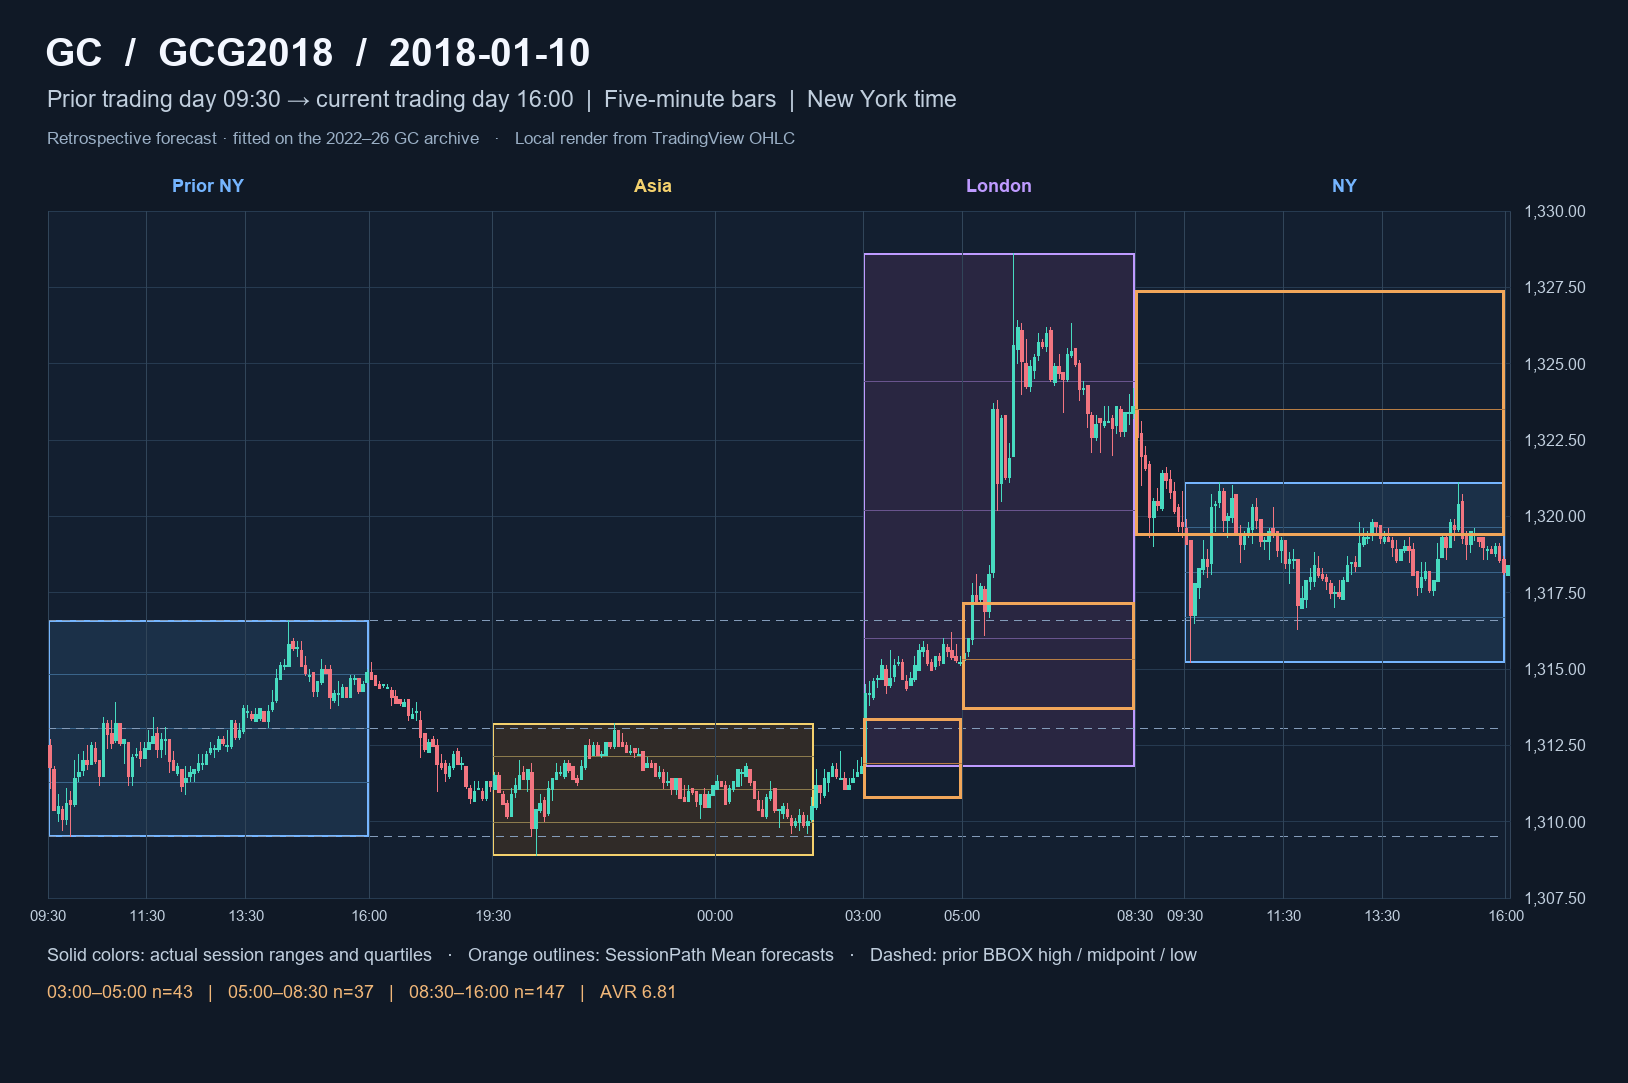 GC / GCG2018 / 2018-01-10
Prior trading day 09:30 → current trading day 16:00 | Five-minute bars | New York time
Retrospective forecast · fitted on the 2022–26 GC archive · Local render from TradingView OHLC
Prior NY Asia London NY
1,330.00
1,327.50
1,325.00
1,322.50
1,320.00
1,317.50
1,315.00
1,312.50
1,310.00
1,307.50
09:30 11:30 13:30 16:00 19:30 00:00 03:00 05:00 08:30 09:30 11:30 13:30 16:00
Solid colors: actual session ranges and quartiles · Orange outlines: SessionPath Mean forecasts · Dashed: prior BBOX high / midpoint / low
03:00–05:00 n=43 | 05:00–08:30 n=37 | 08:30–16:00 n=147 | AVR 6.81